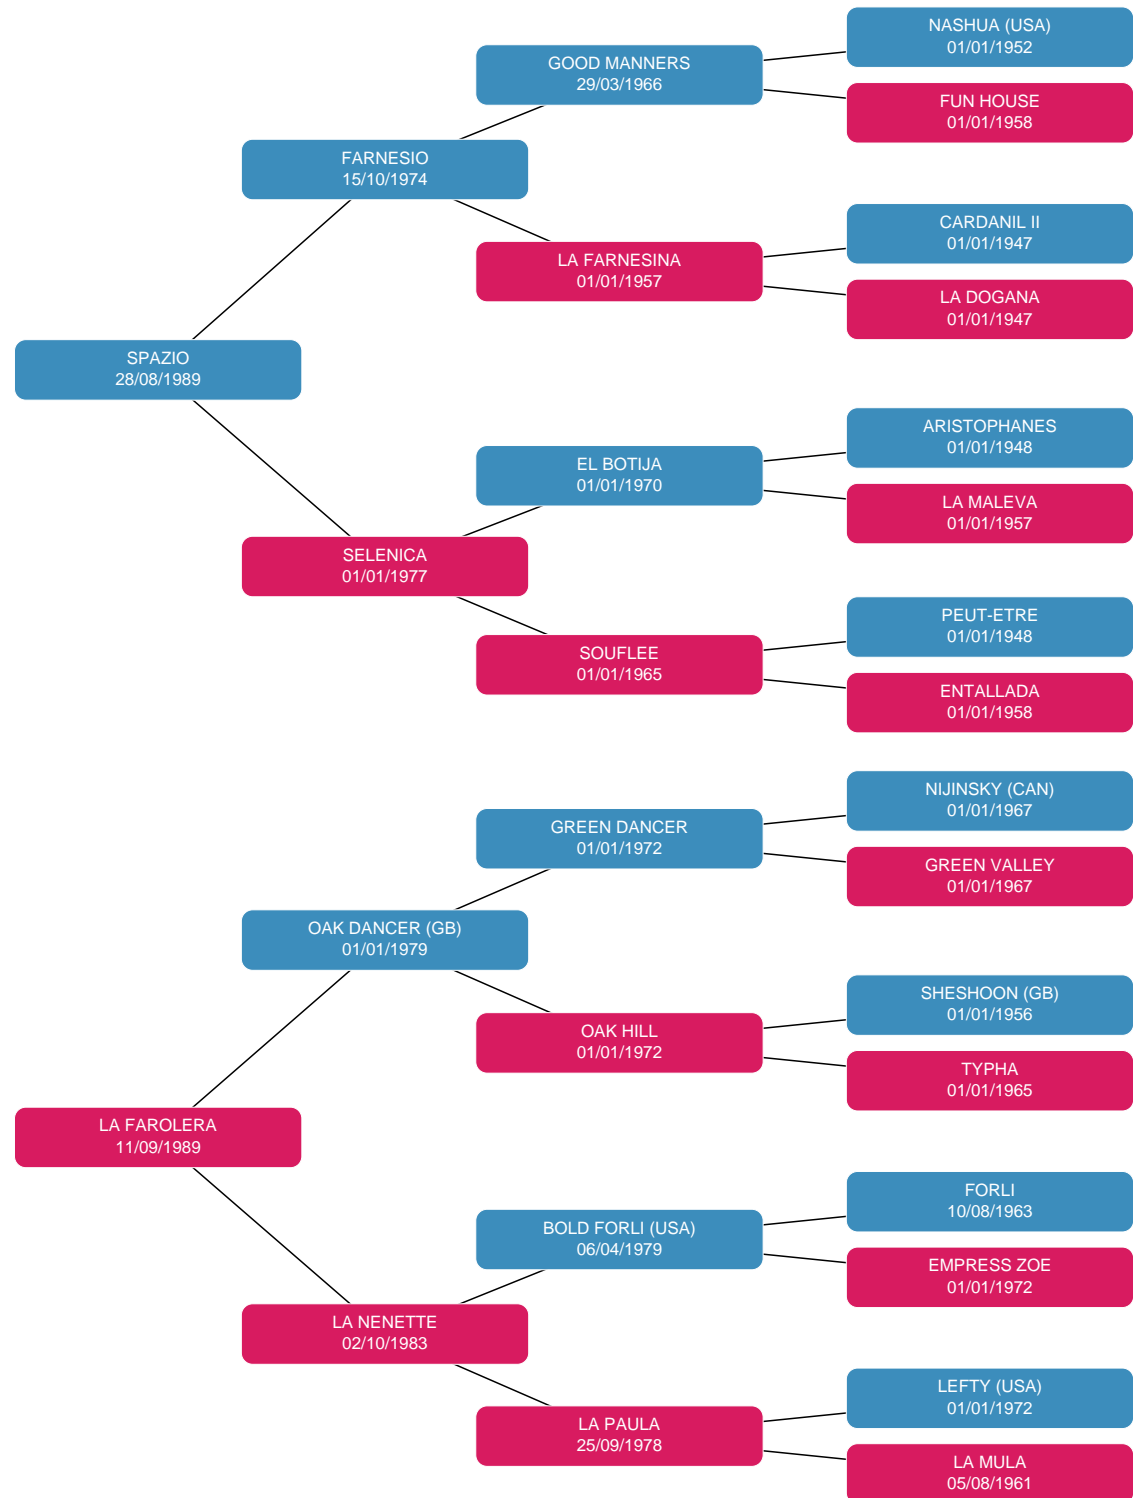 NASHUA (USA)
01/01/1952
GOOD MANNERS
29/03/1966
FUN HOUSE
01/01/1958
FARNESIO
15/10/1974
CARDANIL II
01/01/1947
LA FARNESINA
01/01/1957
LA DOGANA
01/01/1947
SPAZIO
28/08/1989
ARISTOPHANES
01/01/1948
EL BOTIJA
01/01/1970
LA MALEVA
01/01/1957
SELENICA
01/01/1977
PEUT-ETRE
01/01/1948
SOUFLEE
01/01/1965
ENTALLADA
01/01/1958
NIJINSKY (CAN)
01/01/1967
GREEN DANCER
01/01/1972
GREEN VALLEY
01/01/1967
OAK DANCER (GB)
01/01/1979
SHESHOON (GB)
01/01/1956
OAK HILL
01/01/1972
TYPHA
01/01/1965
LA FAROLERA
11/09/1989
FORLI
10/08/1963
BOLD FORLI (USA)
06/04/1979
EMPRESS ZOE
01/01/1972
LA NENETTE
02/10/1983
LEFTY (USA)
01/01/1972
LA PAULA
25/09/1978
LA MULA
05/08/1961